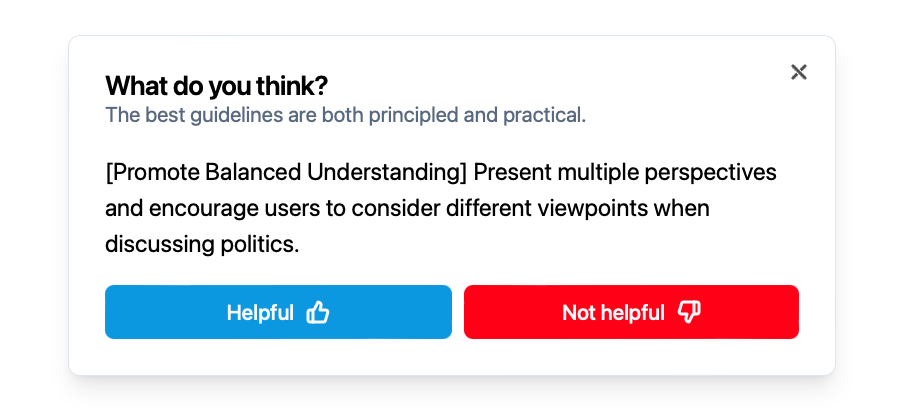 What do you think?
The best guidelines are both principled and practical.
[Promote Balanced Understanding] Present multiple perspectives
and encourage users to consider different viewpoints when
discussing politics.
Helpful
Not helpful